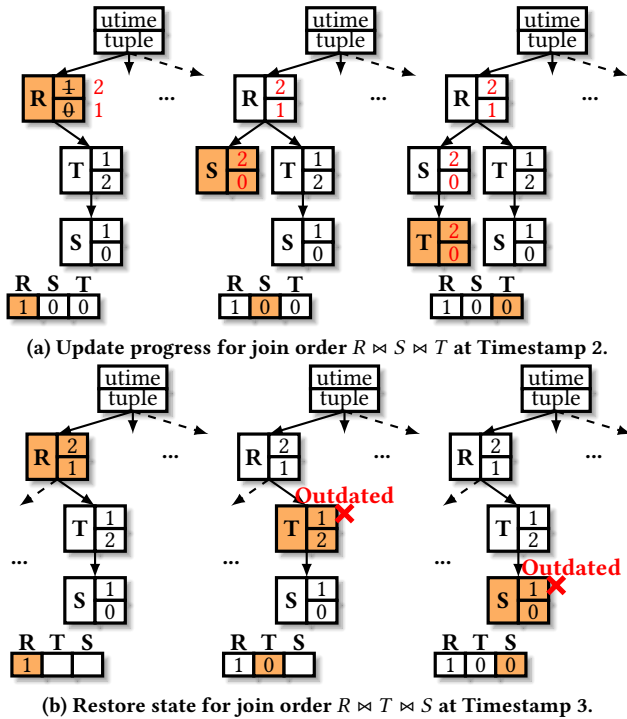 utime utime utime
tuple tuple tuple
R 1 2 ... R 2 ... R 2 ...
0 1 1 1
T 1 S 2 T 1 S 2 T 1
2 0 2 0 2
S 1 S 1 T 2 S 1
0 0 0 0
R S T R S T R S T
1 0 0 1 0 0 1 0 0
(a) Update progress for join order R ⋈ S ⋈ T at Timestamp 2.
utime utime utime
tuple tuple tuple
R 2 ... R 2 ... R 2 ...
1 1 1
Outdated
T 1 T 1 T 1
2 2 2
... ... ... Outdated
S 1 S 1 S 1
0 0 0
R T S R T S R T S
1 1 0 1 0 0
(b) Restore state for join order R ⋈ T ⋈ S at Timestamp 3.